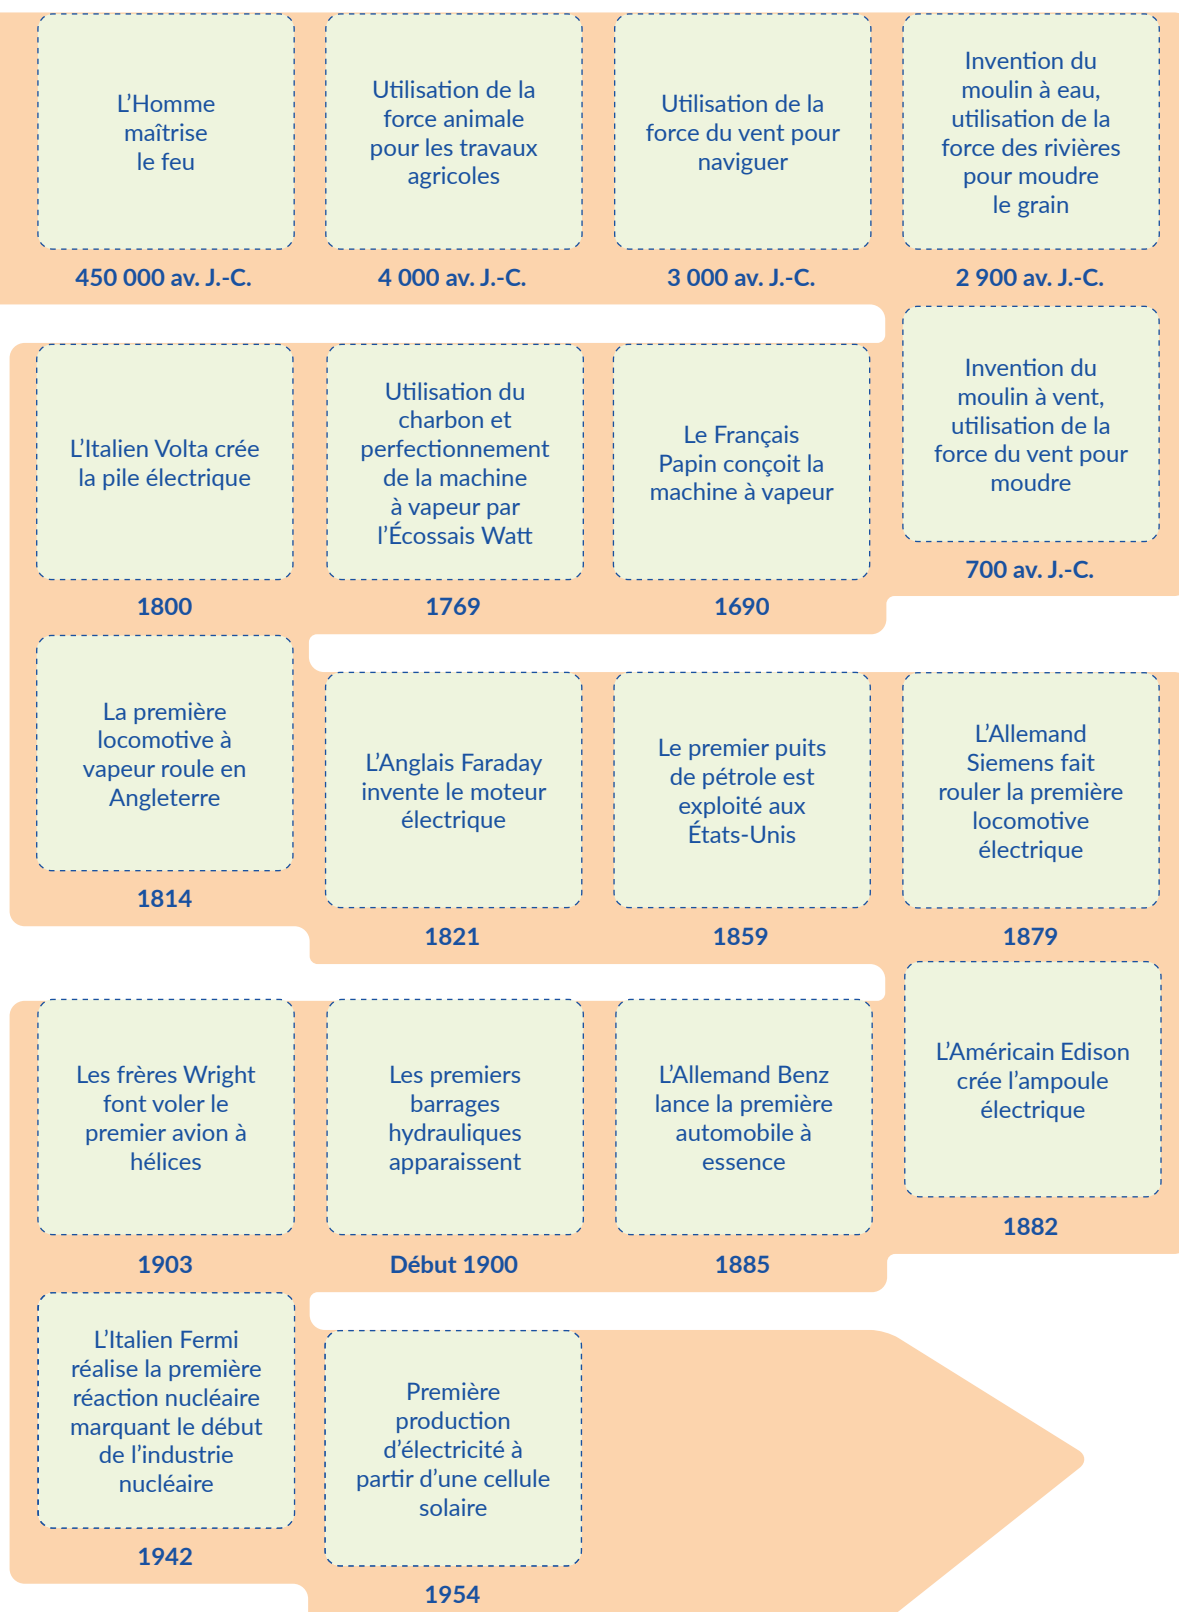 L’Homme
maîtrise
le feu
450 000 av. J.-C.
Utilisation de la
force animale
pour les travaux
agricoles
4 000 av. J.-C.
Utilisation de la
force du vent pour
naviguer
3 000 av. J.-C.
Invention du
moulin à eau,
utilisation de la
force des rivières
pour moudre
le grain
2 900 av. J.-C.
Invention du
moulin à vent,
utilisation de la
force du vent pour
moudre
700 av. J.-C.
Le Français
Papin conçoit la
machine à vapeur
1690
Utilisation du
charbon et
perfectionnement
de la machine
à vapeur par
l’Écossais Watt
1769
L’Italien Volta crée
la pile électrique
1800
La première
locomotive à
vapeur roule en
Angleterre
1814
L’Anglais Faraday
invente le moteur
électrique
1821
Le premier puits
de pétrole est
exploité aux
États-Unis
1859
L’Allemand
Siemens fait
rouler la première
locomotive
électrique
1879
L’Américain Edison
crée l’ampoule
électrique
1882
L’Allemand Benz
lance la première
automobile à
essence
1885
Les premiers
barrages
hydrauliques
apparaissent
Début 1900
Les frères Wright
font voler le
premier avion à
hélices
1903
L’Italien Fermi
réalise la première
réaction nucléaire
marquant le début
de l’industrie
nucléaire
1942
Première
production
d’électricité à
partir d’une cellule
solaire
1954